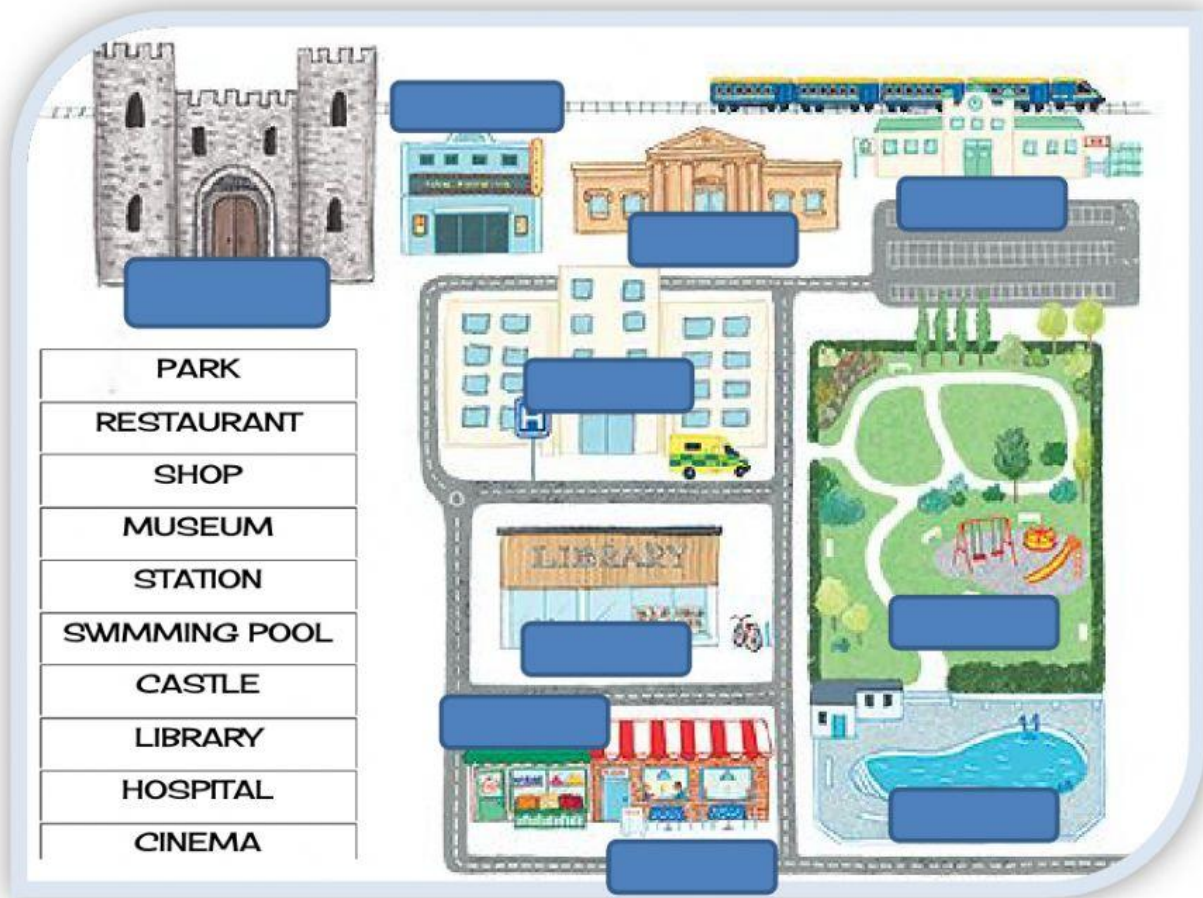 PARK
RESTAURANT
SHOP
MUSEUM
STATION
SWIMMING POOL
CASTLE
LIBRARY
HOSPITAL
CINEMA
H
LIBRARY